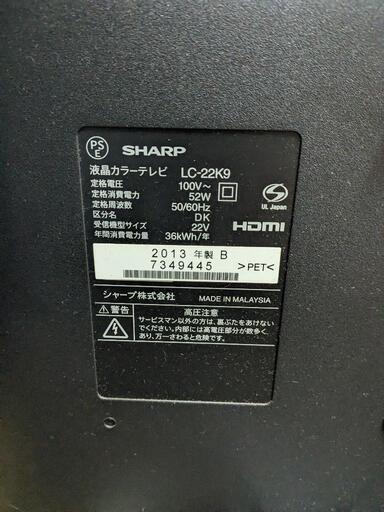 PS
E
SHARP
液晶カラーテレビ LC-22K9
定格電圧 100V～
定格消費電力 52W
定格周波数 50/60Hz
区分名 DK
受信機型サイズ 22V
年間消費電力量 36kWh/年
S
UL Japan
HDMI
2013 年製 B
7349445
>PET<
シャープ株式会社 MADE IN MALAYSIA
⚠警告 高圧注意
サービスマン以外の方は、裏ぶたをあけない
でください。内部には高電圧部分が数多く
あり、万一さわると危険です。